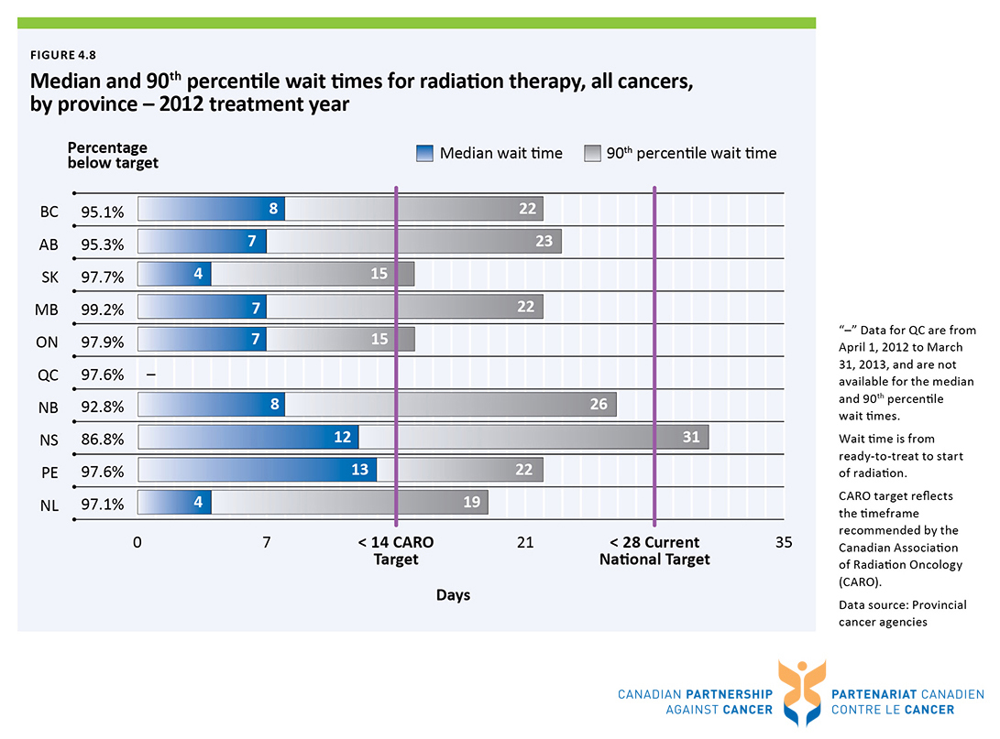 FIGURE 4.8
Median and 90th percentile wait times for radiation therapy, all cancers,
by province – 2012 treatment year
Percentage
below target
Median wait time
90th percentile wait time
BC 95.1% 8 22
AB 95.3% 7 23
SK 97.7% 4 15
MB 99.2% 7 22
ON 97.9% 7 15
QC 97.6% –
NB 92.8% 8 26
NS 86.8% 12 31
PE 97.6% 13 22
NL 97.1% 4 19
0 7 < 14 CARO 21 < 28 Current 35
Target National Target
Days
“–” Data for QC are from
April 1, 2012 to March
31, 2013, and are not
available for the median
and 90th percentile
wait times.
Wait time is from
ready-to-treat to start
of radiation.
CARO target reflects
the timeframe
recommended by the
Canadian Association
of Radiation Oncology
(CARO).
Data source: Provincial
cancer agencies
CANADIAN PARTNERSHIP
AGAINST CANCER
PARTENARIAT CANADIEN
CONTRE LE CANCER